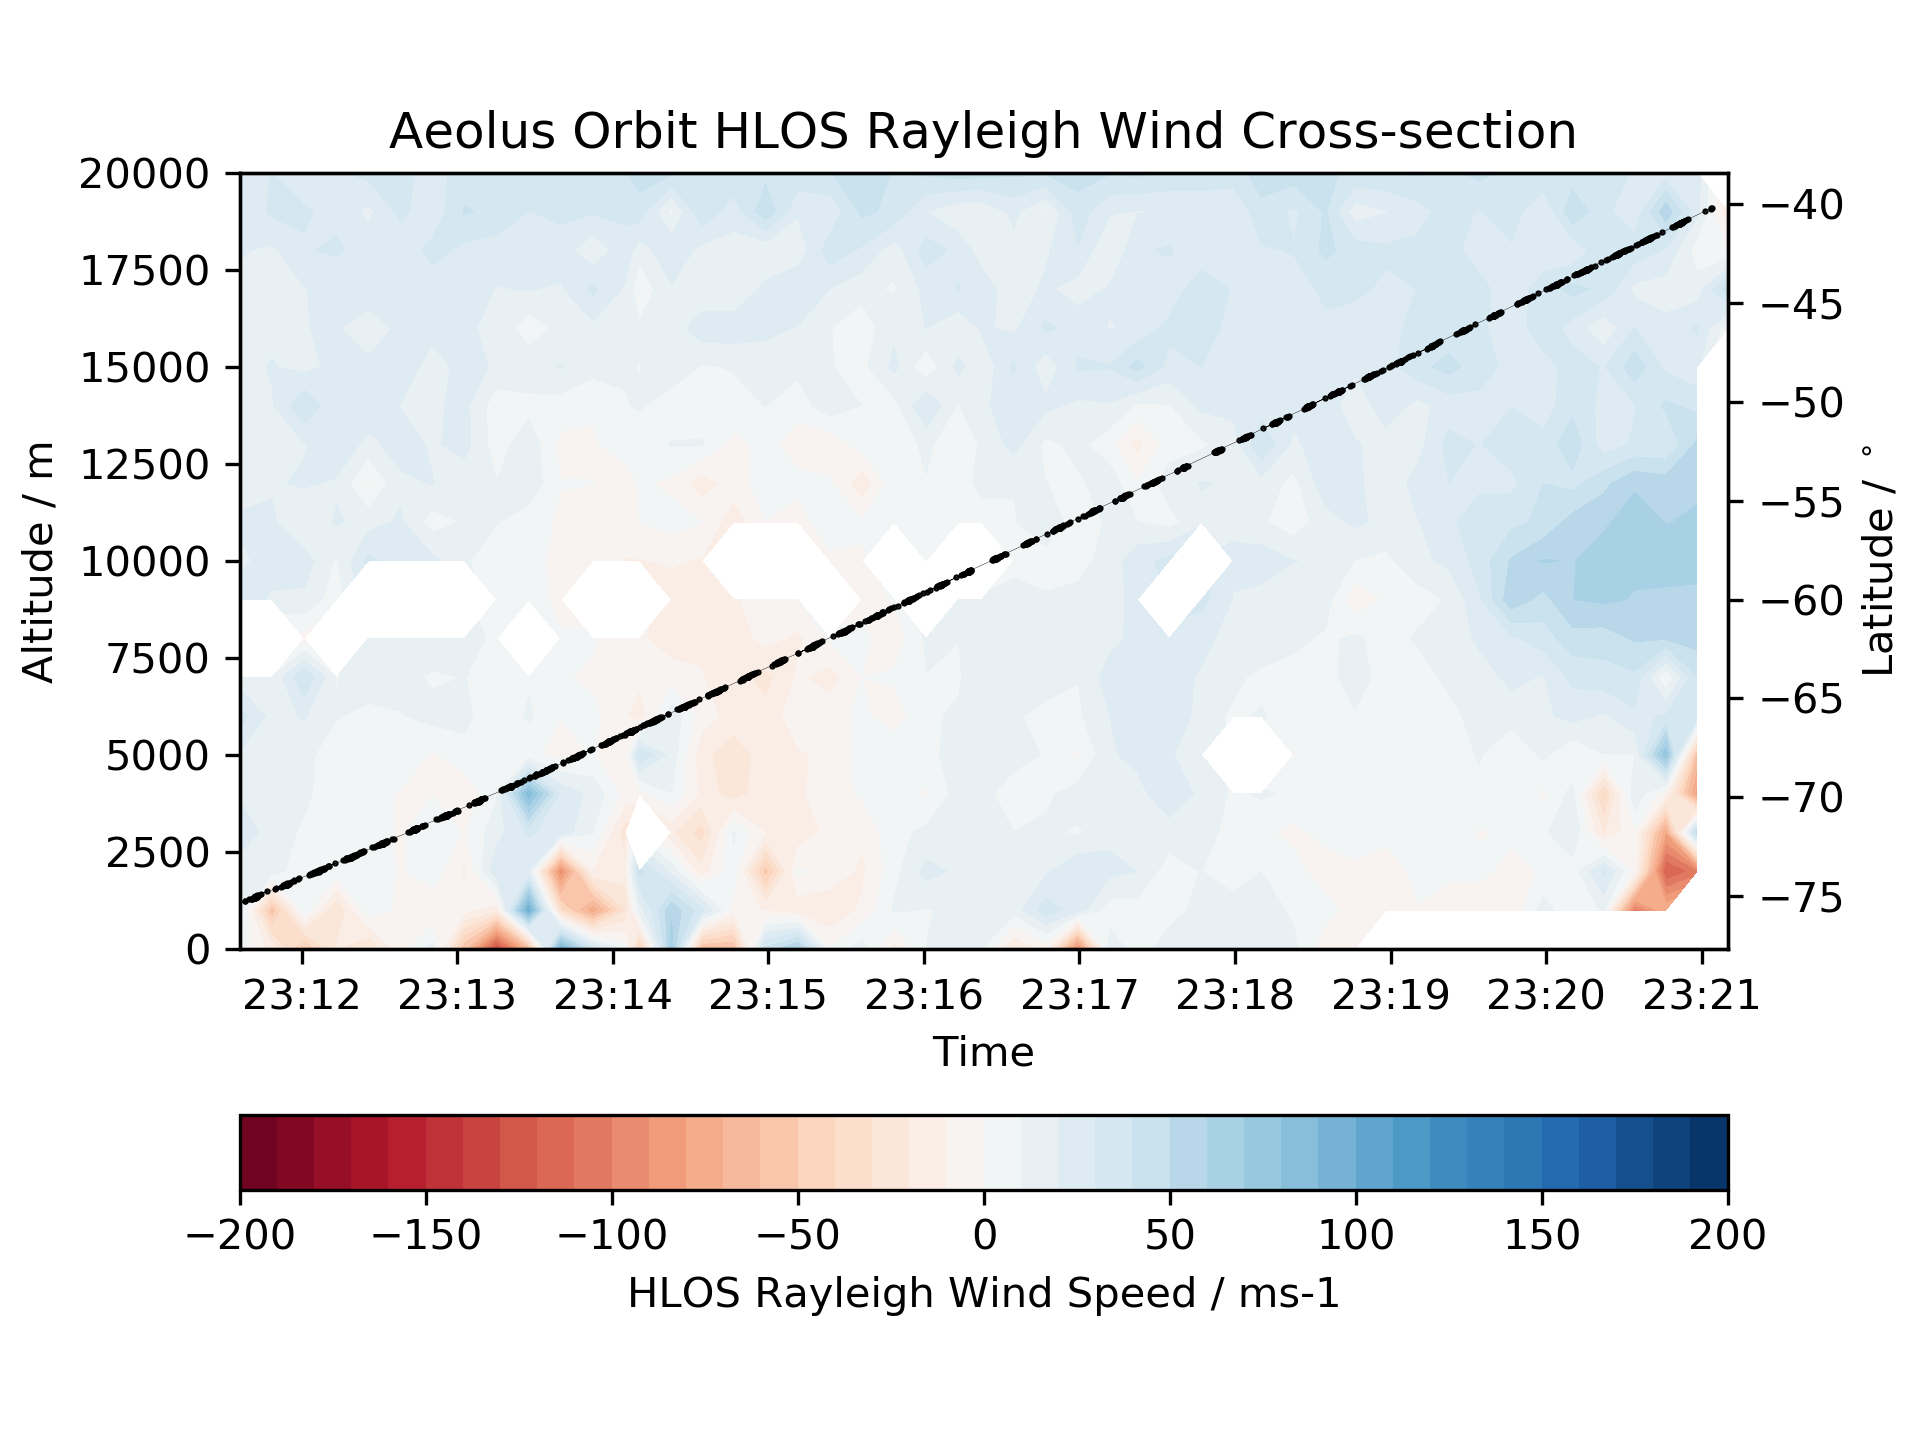 Aeolus Orbit HLOS Rayleigh Wind Cross-section
20000
17500
15000
12500
10000
7500
5000
2500
0
Altitude / m
−40
−45
−50
−55
−60
−65
−70
−75
Latitude / °
23:12 23:13 23:14 23:15 23:16 23:17 23:18 23:19 23:20 23:21
Time
−200 −150 −100 −50 0 50 100 150 200
HLOS Rayleigh Wind Speed / ms-1